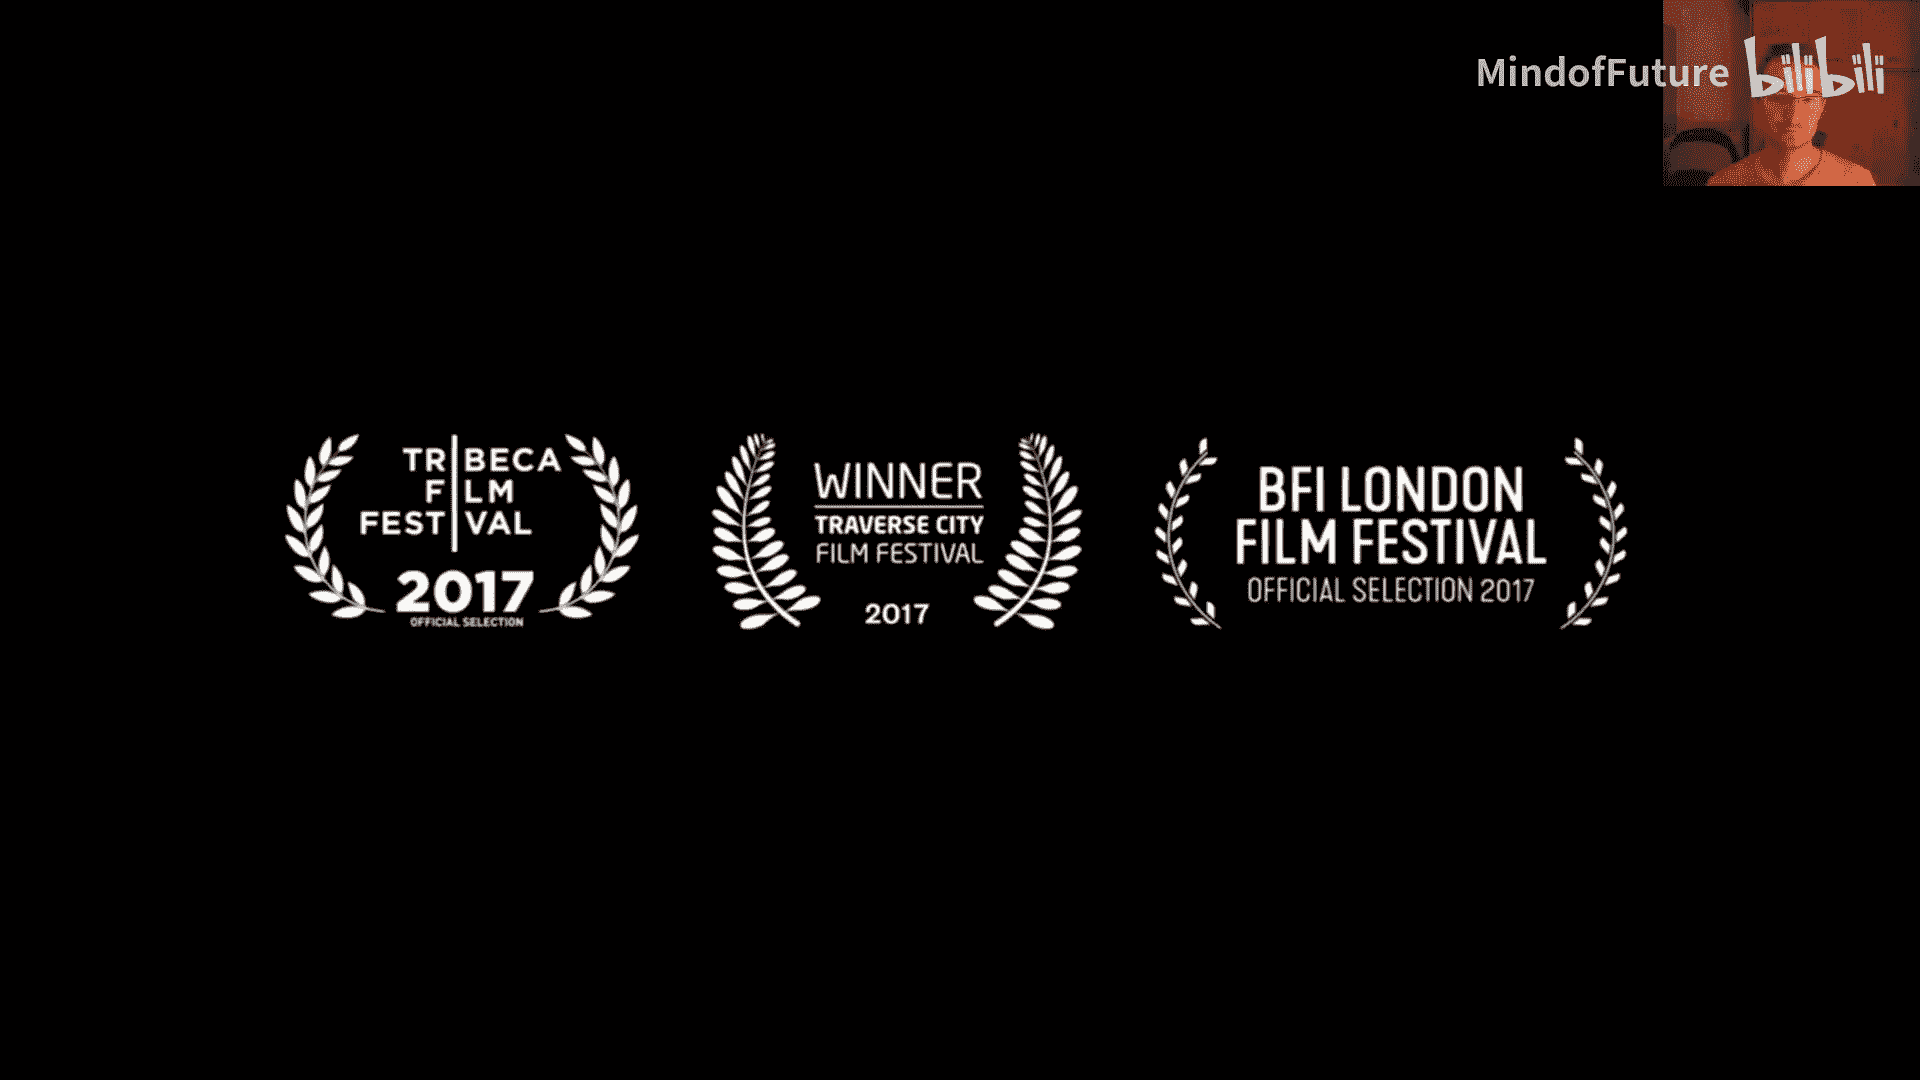 MindofFuture bilibili
TRIBECA
FILM
FESTIVAL
2017
OFFICIAL SELECTION
WINNER
TRAVERSE CITY
FILM FESTIVAL
2017
BFI LONDON
FILM FESTIVAL
OFFICIAL SELECTION 2017